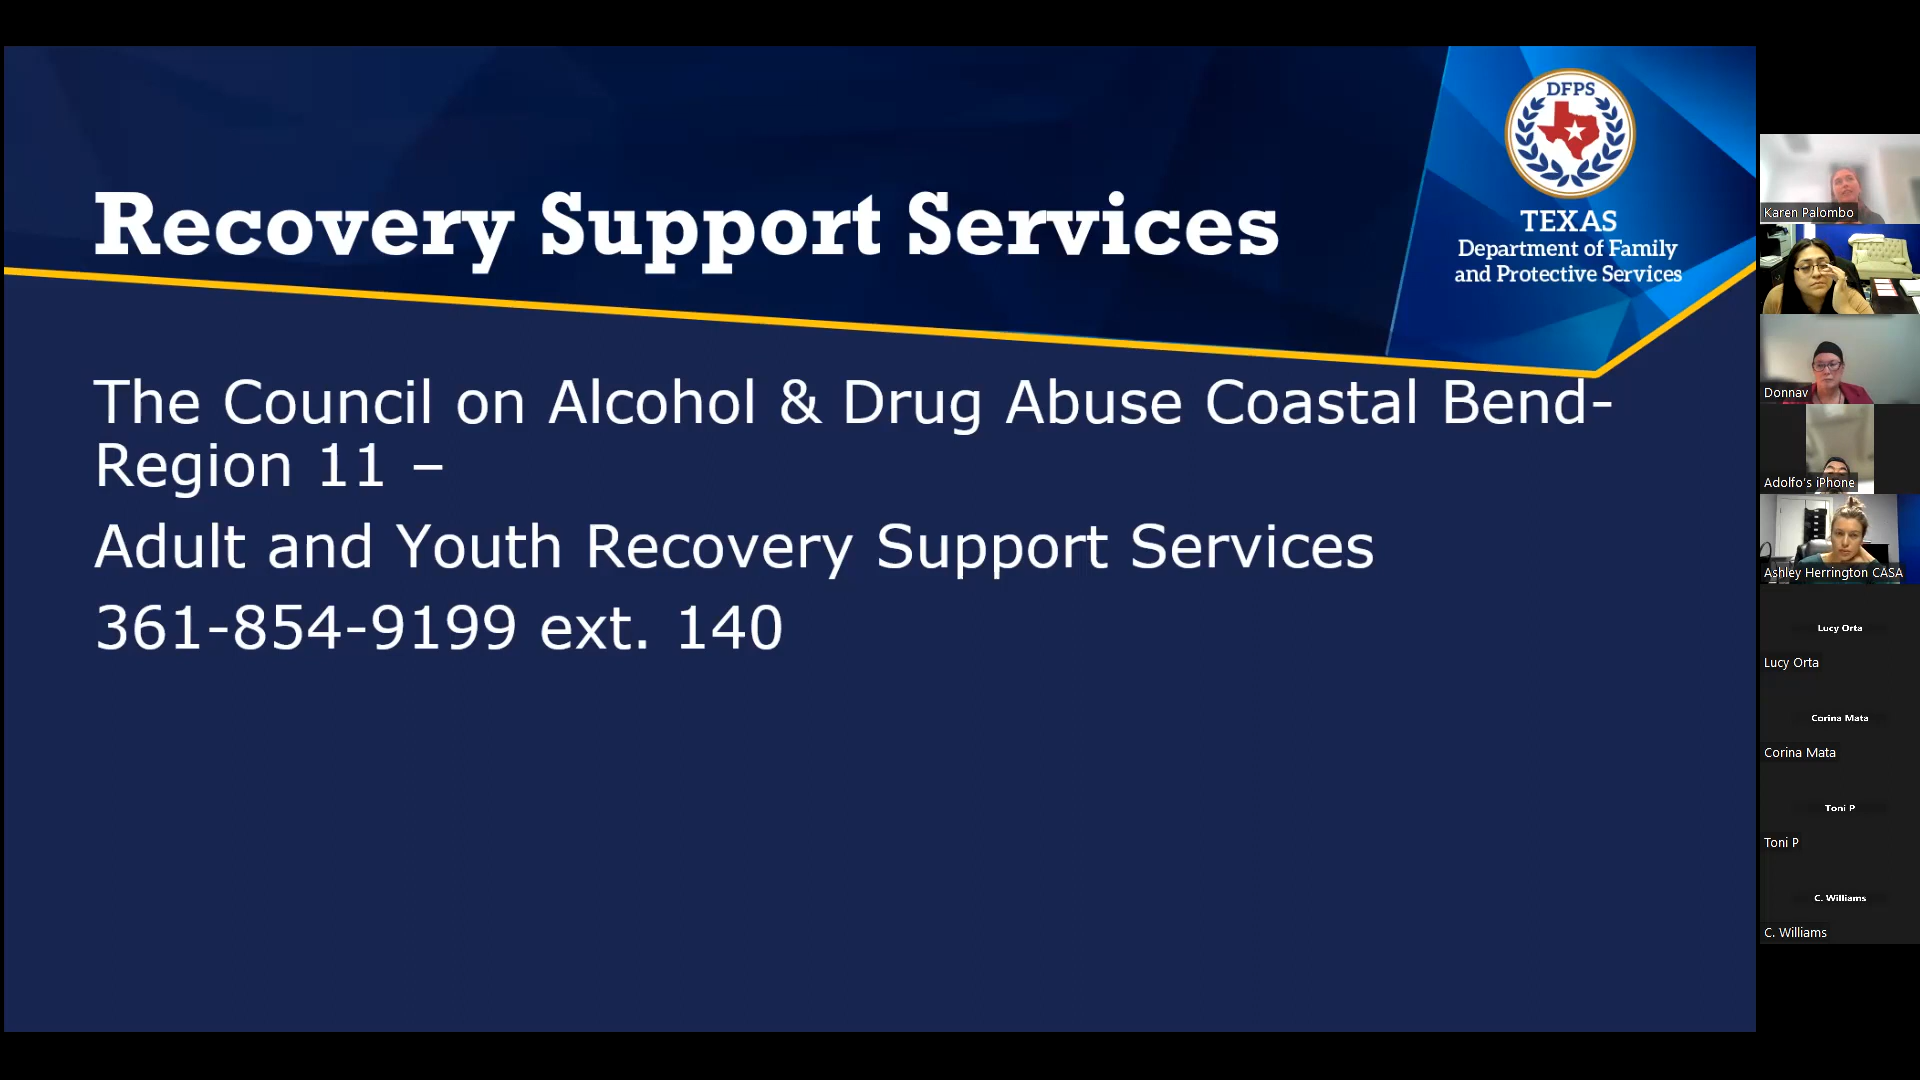 DFPS
TEXAS
Department of Family
and Protective Services
Recovery Support Services
The Council on Alcohol & Drug Abuse Coastal Bend-
Region 11 –
Adult and Youth Recovery Support Services
361-854-9199 ext. 140
Karen Palombo
Donnav
Adolfo's iPhone
Ashley Herrington CASA
Lucy Orta
Lucy Orta
Corina Mata
Corina Mata
Toni P
Toni P
C. Williams
C. Williams